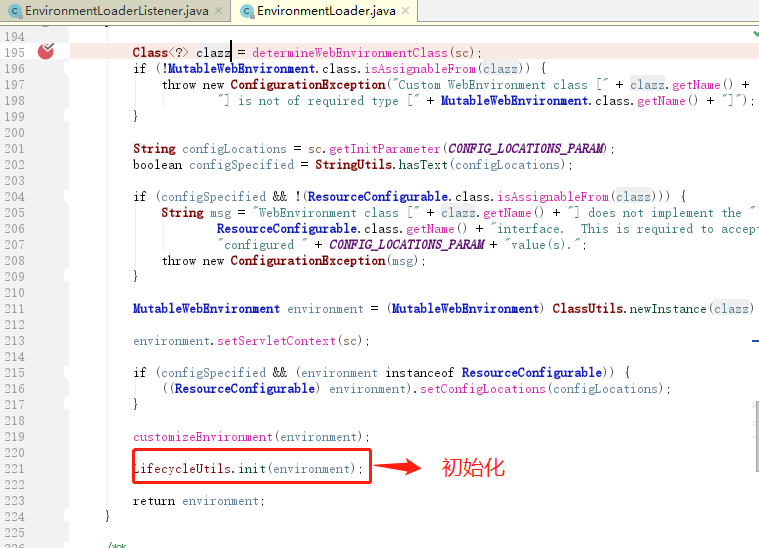 EnvironmentLoaderListener.java × EnvironmentLoader.java ×
194
195 Class<?> clazz = determineWebEnvironmentClass(sc);
196 if (!MutableWebEnvironment.class.isAssignableFrom(clazz)) {
197 throw new ConfigurationException("Custom WebEnvironment class [" + clazz.getName() +
198 "] is not of required type [" + MutableWebEnvironment.class.getName() + "]");
199 }
200
201 String configLocations = sc.getInitParameter(CONFIG_LOCATIONS_PARAM);
202 boolean configSpecified = StringUtils.hasText(configLocations);
203
204 if (configSpecified && !(ResourceConfigurable.class.isAssignableFrom(clazz))) {
205 String msg = "WebEnvironment class [" + clazz.getName() + "] does not implement the "
206 ResourceConfigurable.class.getName() + "interface.  This is required to accep
207 "configured " + CONFIG_LOCATIONS_PARAM + "value(s).";
208 throw new ConfigurationException(msg);
209 }
210
211 MutableWebEnvironment environment = (MutableWebEnvironment) ClassUtils.newInstance(clazz)
212
213 environment.setServletContext(sc);
214
215 if (configSpecified && (environment instanceof ResourceConfigurable)) {
216 ((ResourceConfigurable) environment).setConfigLocations(configLocations);
217 }
218
219 customizeEnvironment(environment);
220
221 LifecycleUtils.init(environment); 初始化
222
223 return environment;
224 }
225
226 /**